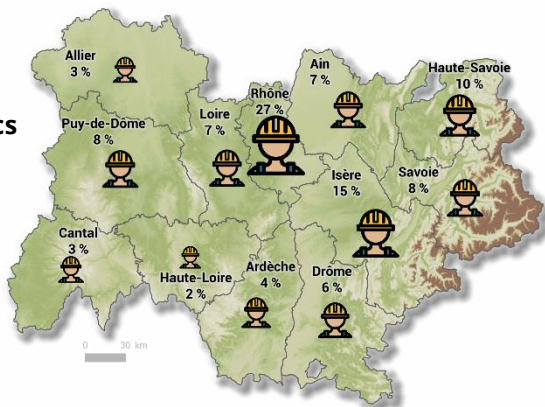 Allier
3 %
Ain
7 %
Haute-Savoie
10 %
Rhône
27 %
Loire
7 %
cs
Puy-de-Dôme
8 %
Isère
15 %
Savoie
8 %
Cantal
3 %
Haute-Loire
2 %
Ardèche
4 %
Drôme
6 %
0 30 km